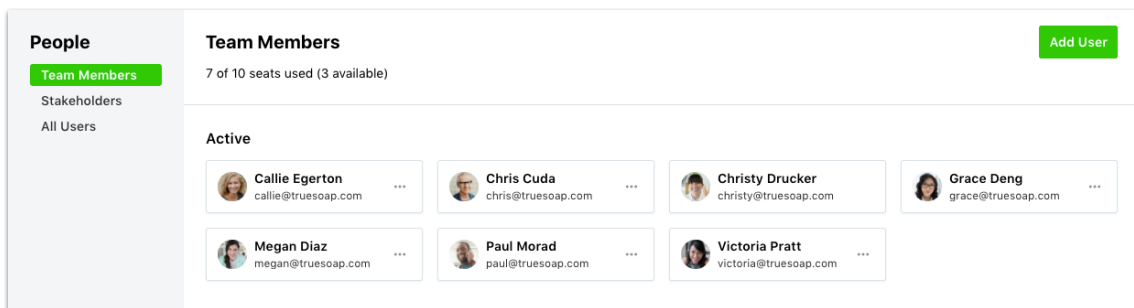 People
Team Members
Stakeholders
All Users
Team Members
7 of 10 seats used (3 available)
Add User
Active
Callie Egerton
callie@truesoap.com
Chris Cuda
chris@truesoap.com
Christy Drucker
christy@truesoap.com
Grace Deng
grace@truesoap.com
Megan Diaz
megan@truesoap.com
Paul Morad
paul@truesoap.com
Victoria Pratt
victoria@truesoap.com